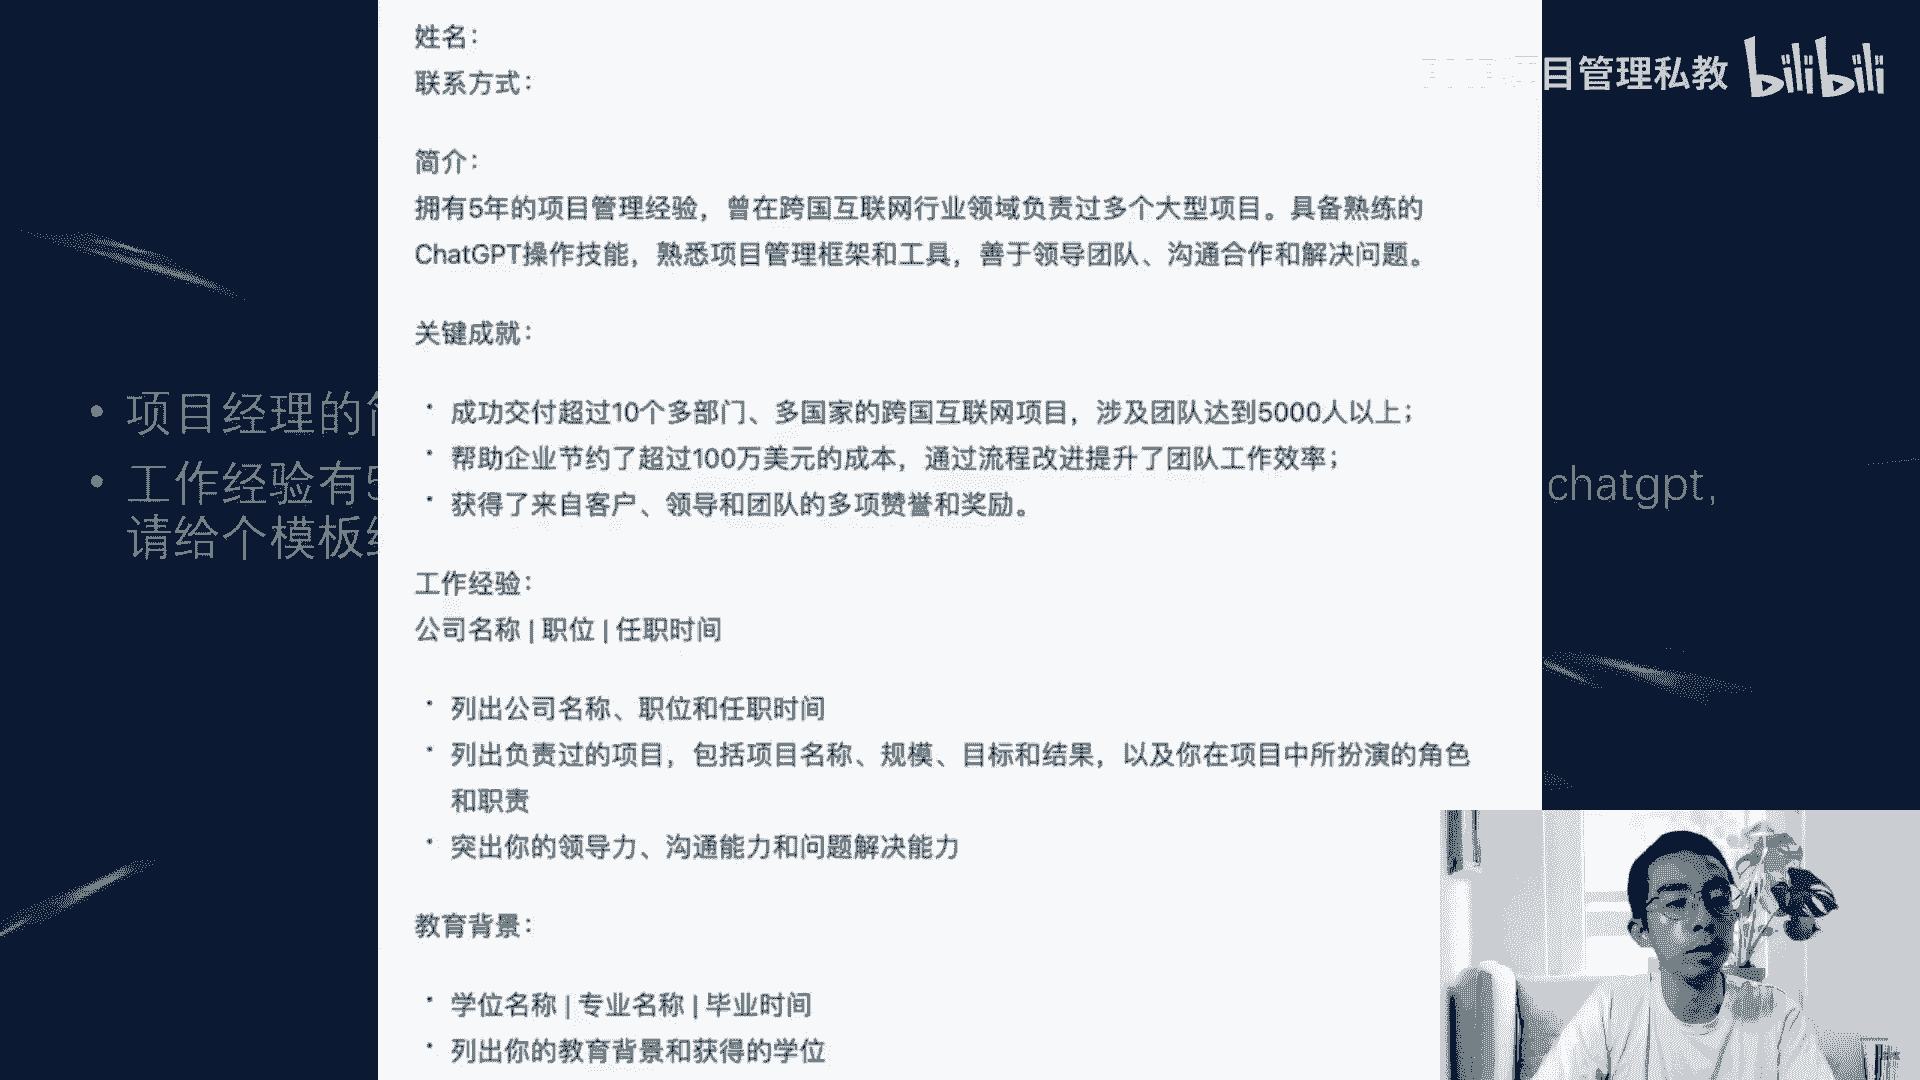 姓名：
联系方式：
目管理私教 bilibili
简介：
拥有5年的项目管理经验，曾在跨国互联网行业领域负责过多个大型项目。具备熟练的
ChatGPT操作技能，熟悉项目管理框架和工具，善于领导团队、沟通合作和解决问题。
关键成就：
• 成功交付超过10个多部门、多国家的跨国互联网项目，涉及团队达到5000人以上；
• 帮助企业节约了超过100万美元的成本，通过流程改进提升了团队工作效率；
• 获得了来自客户、领导和团队的多项赞誉和奖励。
• 项目经理的
• 工作经验有5
chatgpt，
请给个模板
工作经验：
公司名称 | 职位 | 任职时间
• 列出公司名称、职位和任职时间
• 列出负责过的项目，包括项目名称、规模、目标和结果，以及你在项目中所扮演的角色
和职责
• 突出你的领导力、沟通能力和问题解决能力
教育背景：
• 学位名称 | 专业名称 | 毕业时间
• 列出你的教育背景和获得的学位